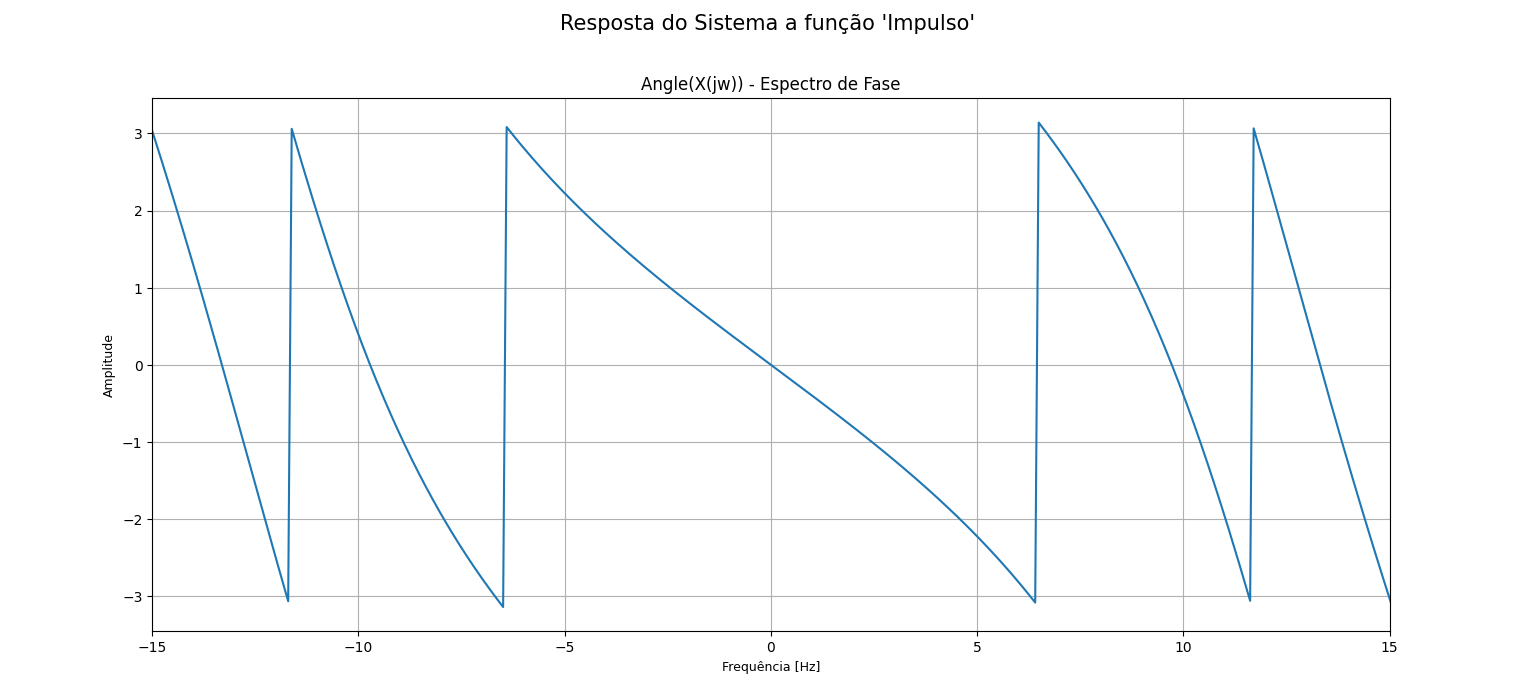 Resposta do Sistema a função 'Impulso'
Angle(X(jw)) - Espectro de Fase
3
2
1
0
−1
−2
−3
Amplitude
−15 −10 −5 0 5 10 15
Frequência [Hz]